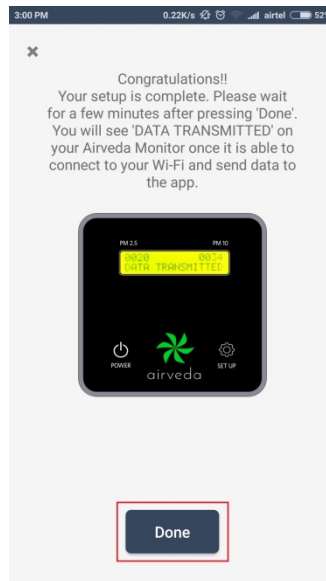 3:00 PM 0.22K/s airtel 52
Congratulations!!
Your setup is complete. Please wait
for a few minutes after pressing 'Done'.
You will see 'DATA TRANSMITTED' on
your Airveda Monitor once it is able to
connect to your Wi-Fi and send data to
the app.
PM 2.5 PM 10
0020 0034
DATA TRANSMITTED
POWER airveda SET UP
Done